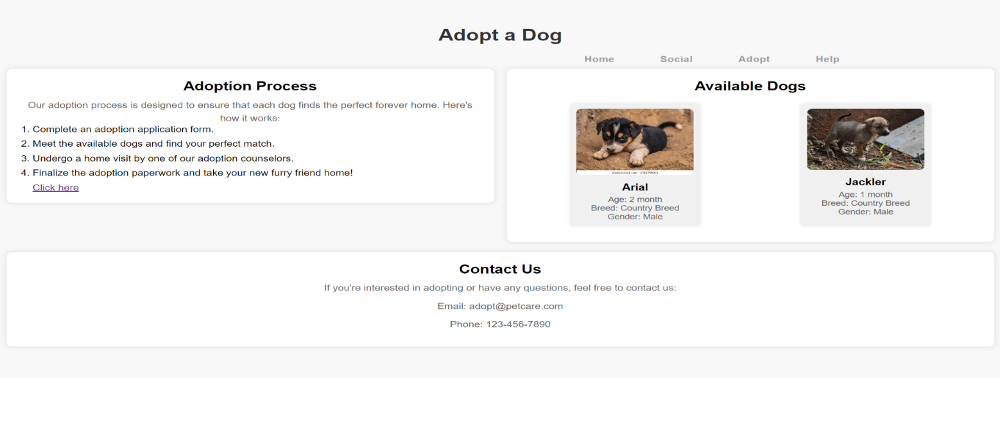 Adopt a Dog
Home Social Adopt Help
Adoption Process
Our adoption process is designed to ensure that each dog finds the perfect forever home. Here's
how it works:
1. Complete an adoption application form.
2. Meet the available dogs and find your perfect match.
3. Undergo a home visit by one of our adoption counselors.
4. Finalize the adoption paperwork and take your new furry friend home!
Click here
Available Dogs
shutterstock.com · 1745768018
Arial
Age: 2 month
Breed: Country Breed
Gender: Male
Jackler
Age: 1 month
Breed: Country Breed
Gender: Male
Contact Us
If you're interested in adopting or have any questions, feel free to contact us:
Email: adopt@petcare.com
Phone: 123-456-7890